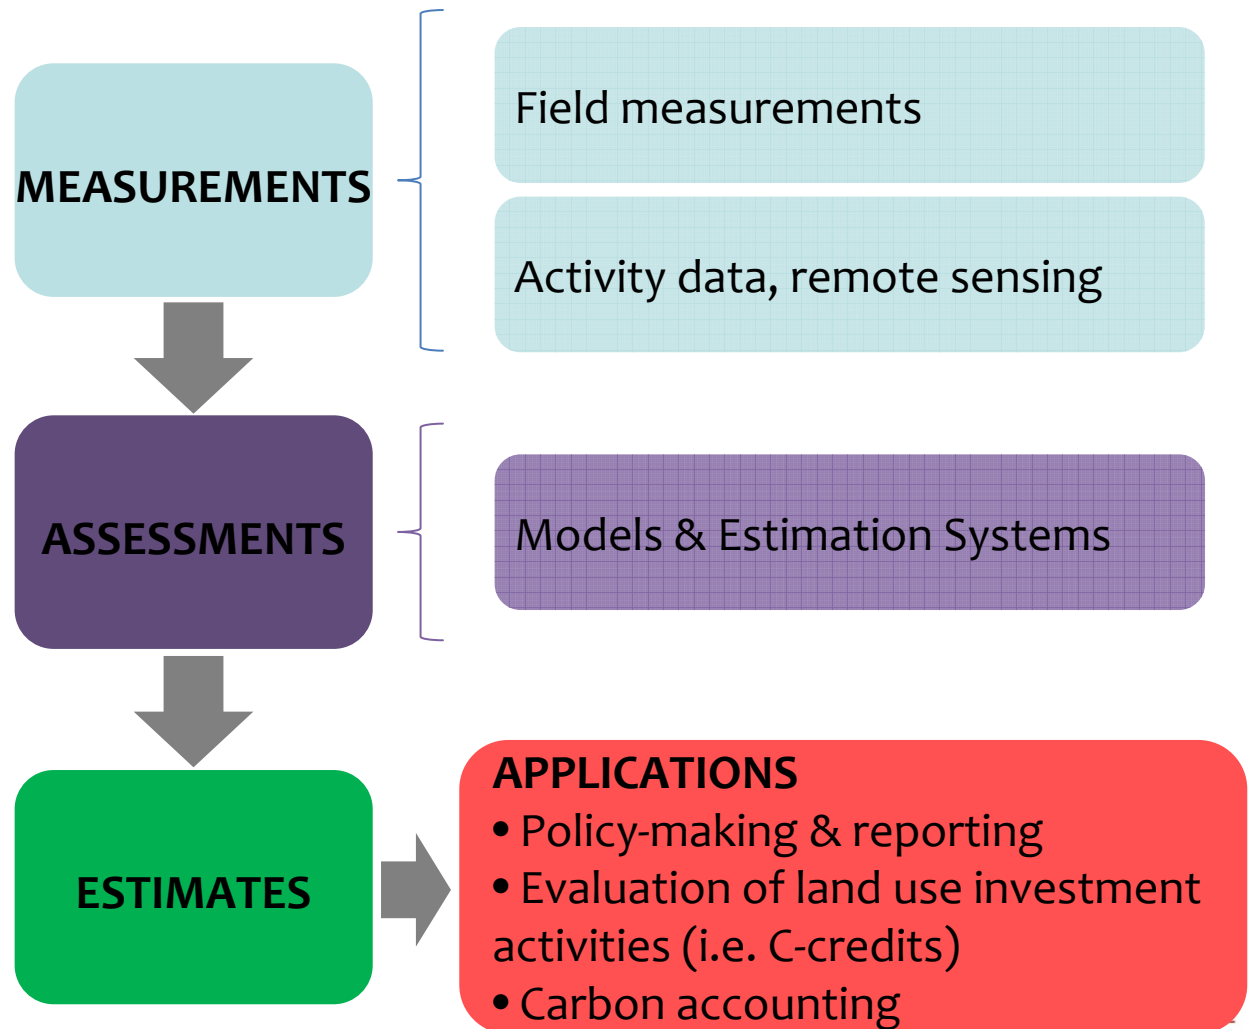 MEASUREMENTS
Field measurements
Activity data, remote sensing
ASSESSMENTS
Models & Estimation Systems
ESTIMATES
APPLICATIONS
• Policy-making & reporting
• Evaluation of land use investment
activities (i.e. C-credits)
• Carbon accounting